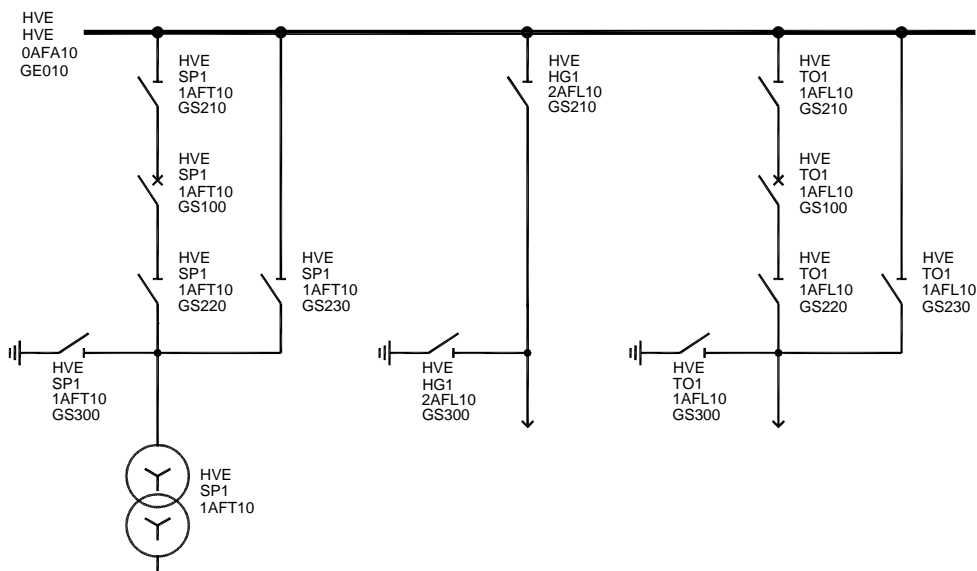 HVE
HVE
0AFA10
GE010
HVE
SP1
1AFT10
GS210
HVE
HG1
2AFL10
GS210
HVE
TO1
1AFL10
GS210
HVE
SP1
1AFT10
GS100
HVE
TO1
1AFL10
GS100
HVE
SP1
1AFT10
GS220
HVE
SP1
1AFT10
GS230
HVE
TO1
1AFL10
GS220
HVE
TO1
1AFL10
GS230
HVE
SP1
1AFT10
GS300
HVE
HG1
2AFL10
GS300
HVE
TO1
1AFL10
GS300
HVE
SP1
1AFT10